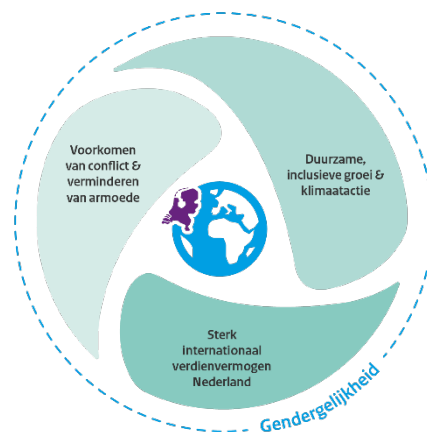 Voorkomen
van conflict &
verminderen
van armoede
Duurzame,
inclusieve groei &
klimaatactie
Sterk
internationaal
verdienvermogen
Nederland
Gendergelijkheid